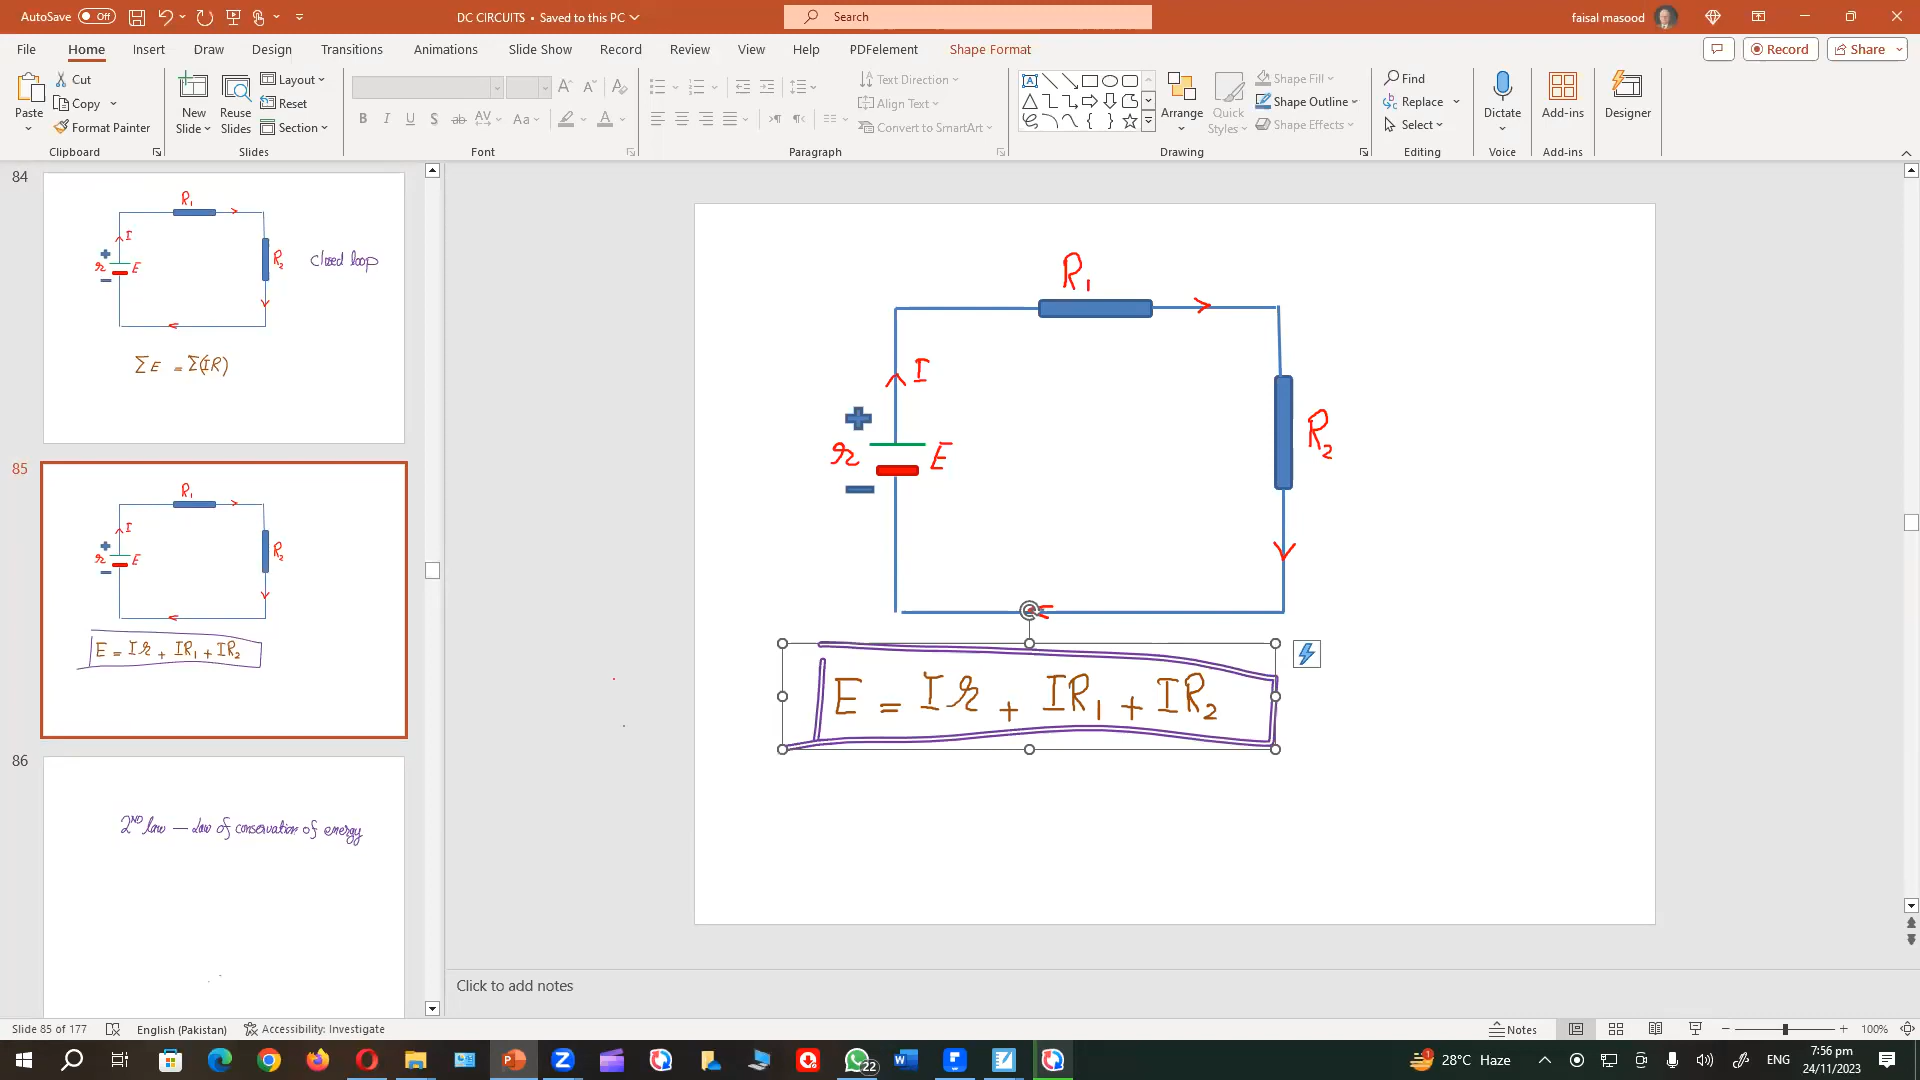 AutoSave Off
DC CIRCUITS • Saved to this PC
Search
faisal masood
File Home Insert Draw Design Transitions Animations Slide Show Record Review View Help PDFelement Shape Format
Record Share
Paste
Cut
Copy
Format Painter
Clipboard
New Slide
Reuse Slides
Layout
Reset
Section
Slides
B I U S ab AV Aa A
Font
Text Direction
Align Text
Convert to SmartArt
Paragraph
Arrange
Quick Styles
Shape Fill
Shape Outline
Shape Effects
Drawing
Find
Replace
Select
Editing
Dictate
Voice
Add-ins
Add-ins
Designer
84
R1
I
r E
R2
closed loop
ΣE = Σ(IR)
85
R1
I
r E
R2
E = Ir + IR1 + IR2
86
2ND law — Law of conservation of energy
R1
I
r E
R2
E = Ir + IR1 + IR2
Click to add notes
Slide 85 of 177
English (Pakistan)
Accessibility: Investigate
Notes
100%
22
1
28°C Haze
ENG
7:56 pm
24/11/2023